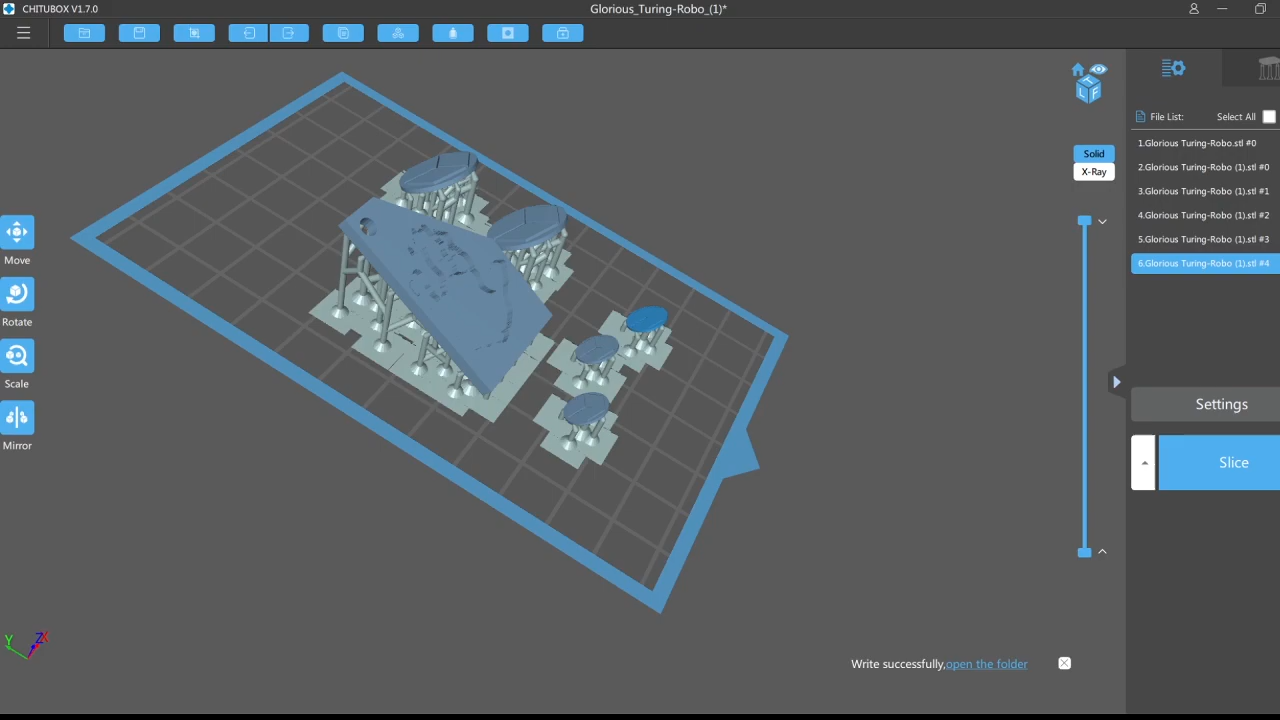 CHITUBOX V1.7.0
Glorious_Turing-Robo_(1)*
File List:
Select All
1.Glorious Turing-Robo.stl #0
2.Glorious Turing-Robo (1).stl #0
3.Glorious Turing-Robo (1).stl #1
4.Glorious Turing-Robo (1).stl #2
5.Glorious Turing-Robo (1).stl #3
6.Glorious Turing-Robo (1).stl #4
Solid
X-Ray
Move
Rotate
Scale
Mirror
Settings
Slice
T
L F
Y Z X
Write successfully,open the folder